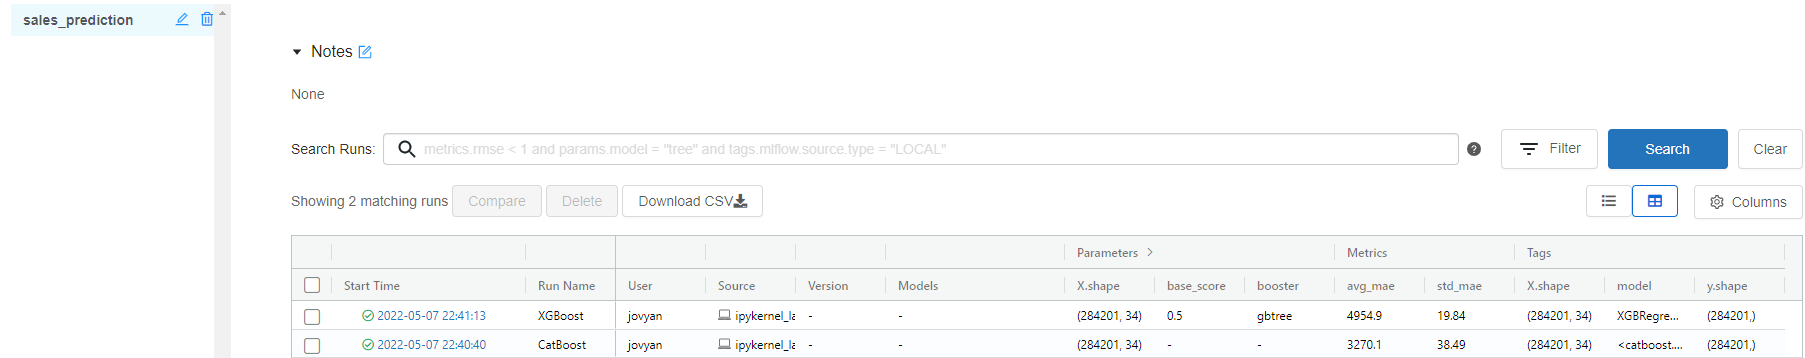 sales_prediction
Notes
None
Search Runs: metrics.rmse < 1 and params.model = "tree" and tags.mlflow.source.type = "LOCAL" ? Filter Search Clear
Showing 2 matching runs Compare Delete Download CSV Columns
Parameters > Metrics Tags
Start Time Run Name User Source Version Models X.shape base_score booster avg_mae std_mae X.shape model y.shape
2022-05-07 22:41:13 XGBoost jovyan ipykernel_la - - (284201, 34) 0.5 gbtree 4954.9 19.84 (284201, 34) XGBRegre... (284201,)
2022-05-07 22:40:40 CatBoost jovyan ipykernel_la - - (284201, 34) - - 3270.1 38.49 (284201, 34) <catboost.... (284201,)